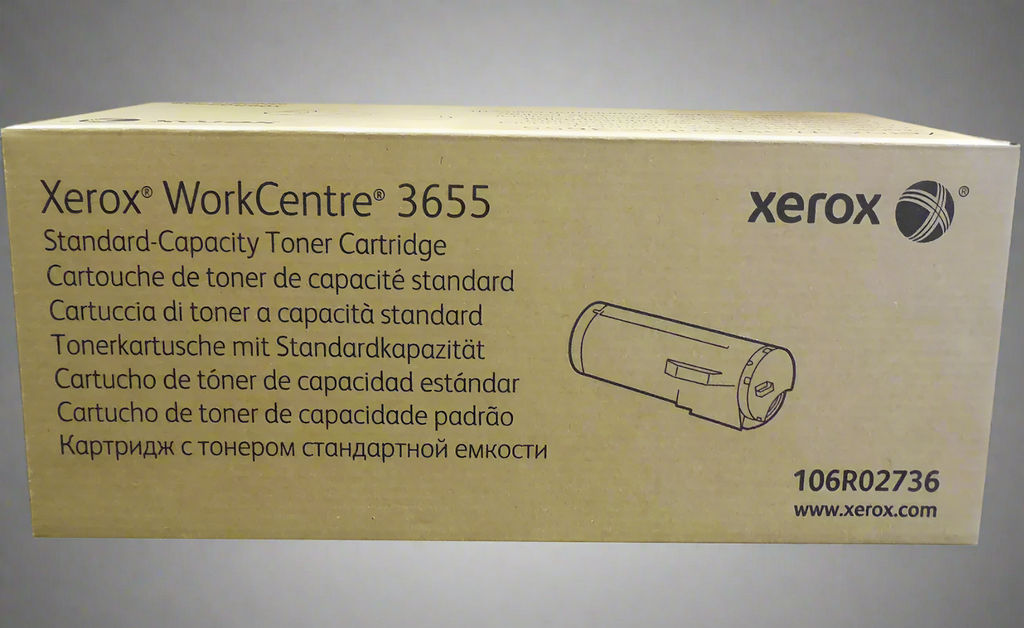 Xerox® WorkCentre® 3655
Standard-Capacity Toner Cartridge
Cartouche de toner de capacité standard
Cartuccia di toner a capacità standard
Tonerkartusche mit Standardkapazität
Cartucho de tóner de capacidad estándar
Cartucho de toner de capacidade padrão
Картридж с тонером стандартной емкости
xerox ®
106R02736
www.xerox.com